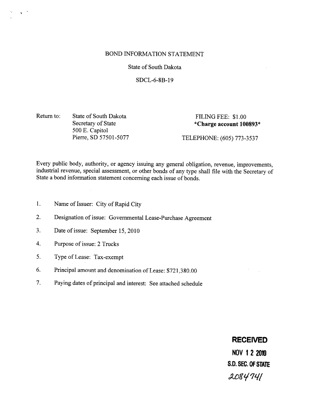 BOND INFORMATION STATEMENT
State of South Dakota
SDCL-6-8B-19
Return to: State of South Dakota
Secretary of State
500 E. Capitol
Pierre, SD 57501-5077
FILING FEE: $1.00
*Charge account 100893*
TELEPHONE: (605) 773-3537
Every public body, authority, or agency issuing any general obligation, revenue, improvements,
industrial revenue, special assessment, or other bonds of any type shall file with the Secretary of
State a bond information statement concerning each issue of bonds.
1. Name of Issuer: City of Rapid City
2. Designation of issue: Governmental Lease-Purchase Agreement
3. Date of issue: September 15, 2010
4. Purpose of issue: 2 Trucks
5. Type of Lease: Tax-exempt
6. Principal amount and denomination of Lease: $721,380.00
7. Paying dates of principal and interest: See attached schedule
RECEIVED
NOV 12 2010
S.D. SEC. OF STATE
2084741